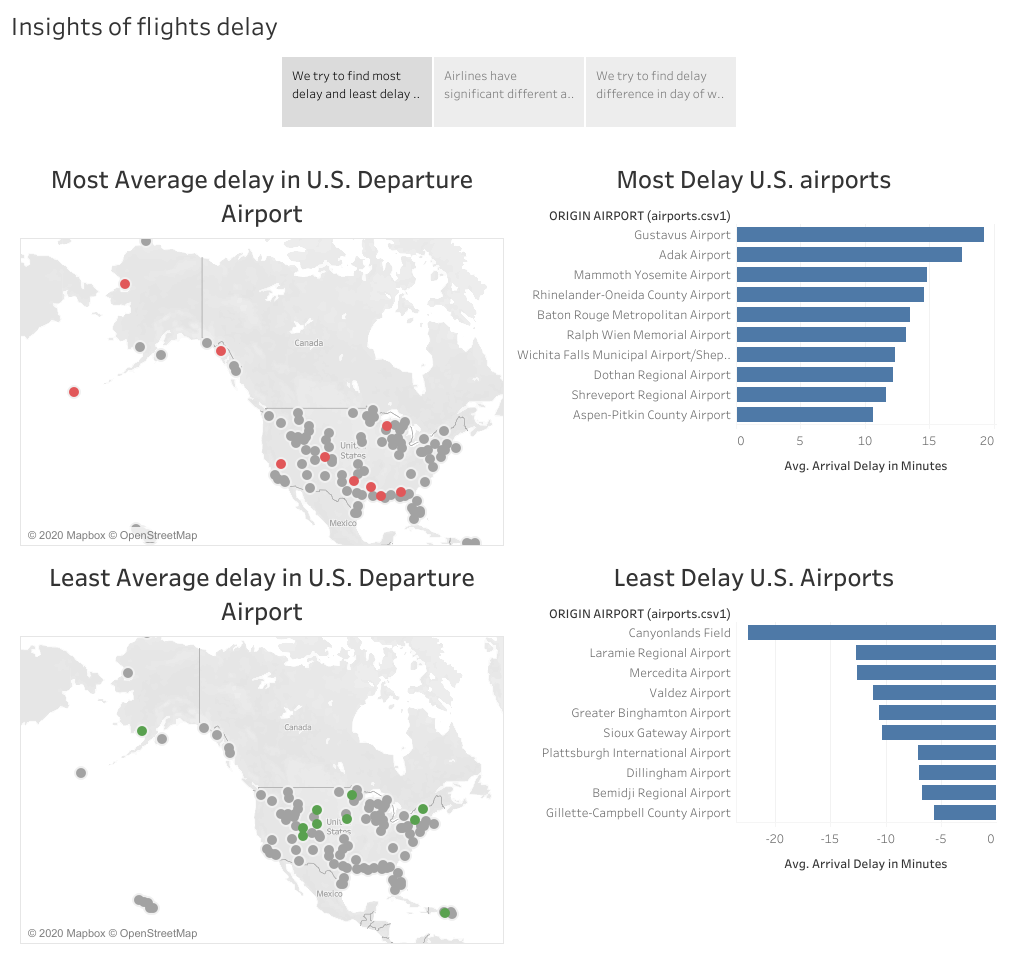 Insights of flights delay
We try to find most
delay and least delay ..
Airlines have
significant different a..
We try to find delay
difference in day of w..
Most Average delay in U.S. Departure
Airport
Canada
United
States
Mexico
© 2020 Mapbox © OpenStreetMap
Most Delay U.S. airports
ORIGIN AIRPORT (airports.csv1)
Gustavus Airport
Adak Airport
Mammoth Yosemite Airport
Rhinelander-Oneida County Airport
Baton Rouge Metropolitan Airport
Ralph Wien Memorial Airport
Wichita Falls Municipal Airport/Shep..
Dothan Regional Airport
Shreveport Regional Airport
Aspen-Pitkin County Airport
0 5 10 15 20
Avg. Arrival Delay in Minutes
Least Average delay in U.S. Departure
Airport
Canada
United
States
Mexico
© 2020 Mapbox © OpenStreetMap
Least Delay U.S. Airports
ORIGIN AIRPORT (airports.csv1)
Canyonlands Field
Laramie Regional Airport
Mercedita Airport
Valdez Airport
Greater Binghamton Airport
Sioux Gateway Airport
Plattsburgh International Airport
Dillingham Airport
Bemidji Regional Airport
Gillette-Campbell County Airport
-20 -15 -10 -5 0
Avg. Arrival Delay in Minutes